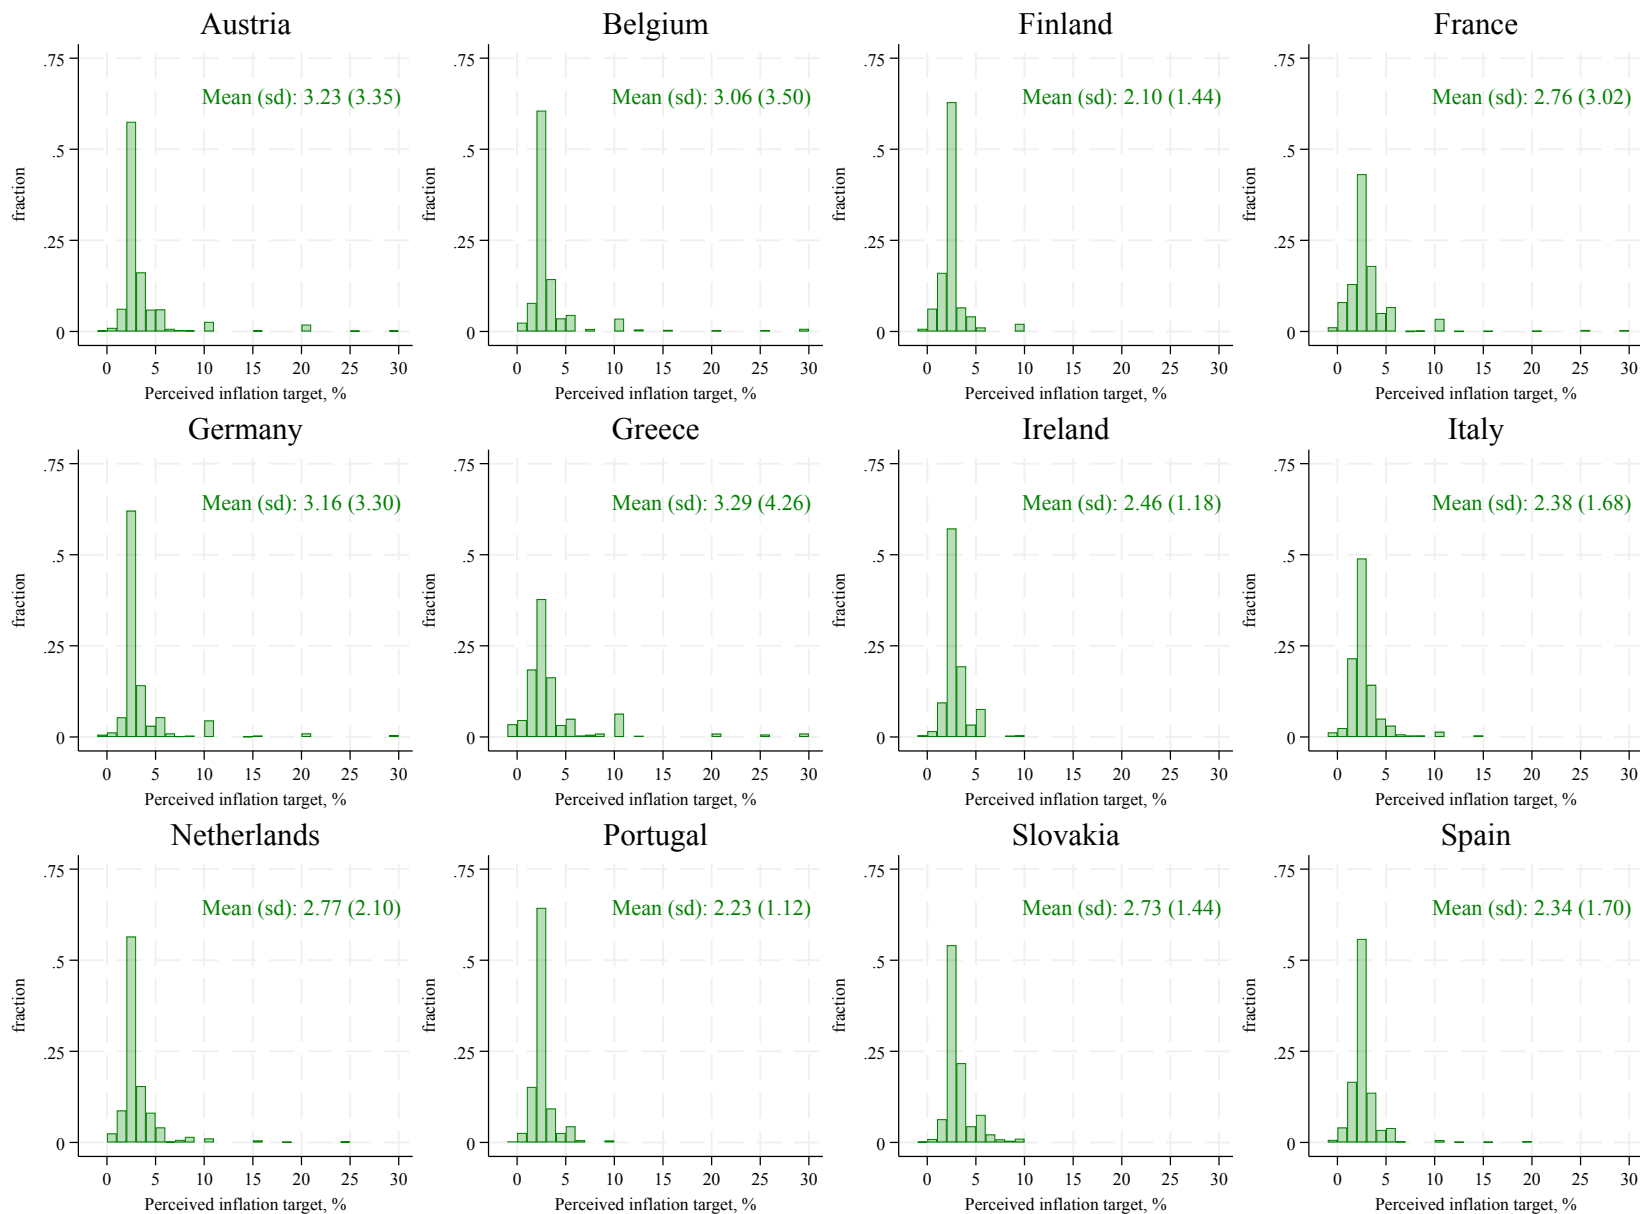 Austria
.75
.5
.25
0
fraction
Mean (sd): 3.23 (3.35)
0 5 10 15 20 25 30
Perceived inflation target, %
Belgium
.75
.5
.25
0
fraction
Mean (sd): 3.06 (3.50)
0 5 10 15 20 25 30
Perceived inflation target, %
Finland
.75
.5
.25
0
fraction
Mean (sd): 2.10 (1.44)
0 5 10 15 20 25 30
Perceived inflation target, %
France
.75
.5
.25
0
fraction
Mean (sd): 2.76 (3.02)
0 5 10 15 20 25 30
Perceived inflation target, %
Germany
.75
.5
.25
0
fraction
Mean (sd): 3.16 (3.30)
0 5 10 15 20 25 30
Perceived inflation target, %
Greece
.75
.5
.25
0
fraction
Mean (sd): 3.29 (4.26)
0 5 10 15 20 25 30
Perceived inflation target, %
Ireland
.75
.5
.25
0
fraction
Mean (sd): 2.46 (1.18)
0 5 10 15 20 25 30
Perceived inflation target, %
Italy
.75
.5
.25
0
fraction
Mean (sd): 2.38 (1.68)
0 5 10 15 20 25 30
Perceived inflation target, %
Netherlands
.75
.5
.25
0
fraction
Mean (sd): 2.77 (2.10)
0 5 10 15 20 25 30
Perceived inflation target, %
Portugal
.75
.5
.25
0
fraction
Mean (sd): 2.23 (1.12)
0 5 10 15 20 25 30
Perceived inflation target, %
Slovakia
.75
.5
.25
0
fraction
Mean (sd): 2.73 (1.44)
0 5 10 15 20 25 30
Perceived inflation target, %
Spain
.75
.5
.25
0
fraction
Mean (sd): 2.34 (1.70)
0 5 10 15 20 25 30
Perceived inflation target, %